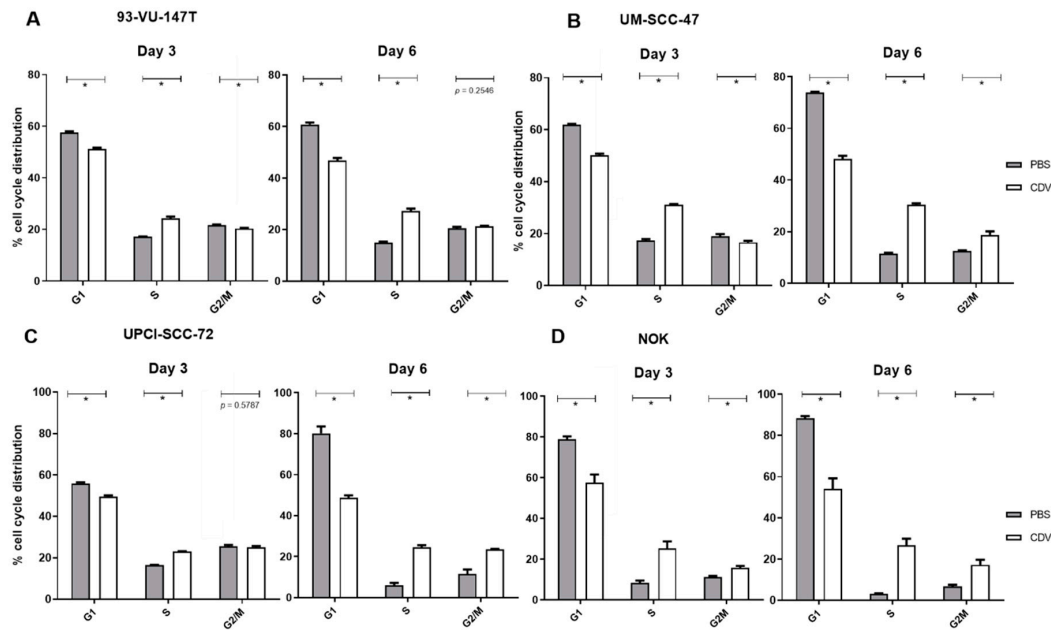 A 93-VU-147T
Day 3
Day 6
% cell cycle distribution
80
60
40
20
0
*
*
*
G1
S
G2/M
80
60
40
20
0
*
*
p = 0.2546
G1
S
G2/M
B UM-SCC-47
Day 3
Day 6
% cell cycle distribution
80
60
40
20
0
*
*
*
G1
S
G2/M
80
60
40
20
0
*
*
*
G1
S
G2/M
PBS
CDV
C UPCI-SCC-72
Day 3
Day 6
% cell cycle distribution
100
80
60
40
20
0
*
*
p = 0.5787
G1
S
G2/M
100
80
60
40
20
0
*
*
*
G1
S
G2/M
D NOK
Day 3
Day 6
% cell cycle distribution
100
80
60
40
20
0
*
*
*
G1
S
G2/M
100
80
60
40
20
0
*
*
*
G1
S
G2M
PBS
CDV